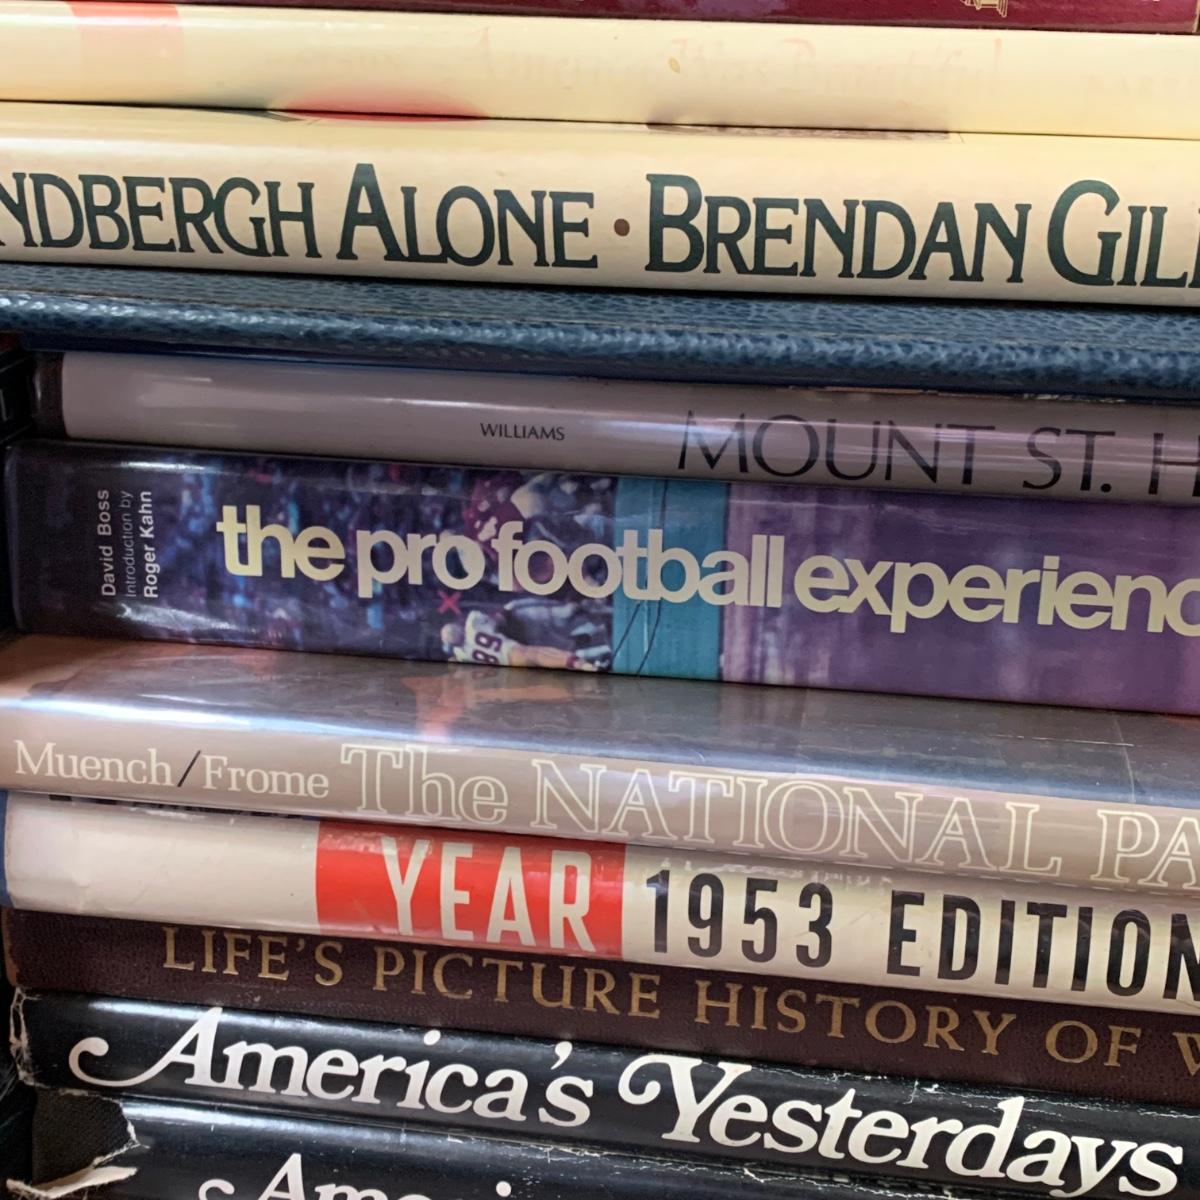 NDBERGH ALONE • BRENDAN GIL
WILLIAMS MOUNT ST. H
David Boss
Introduction by
Roger Kahn
the pro football experienc
89
Muench/Frome The NATIONAL PA
YEAR 1953 EDITION
LIFE'S PICTURE HISTORY OF W
America's Yesterdays